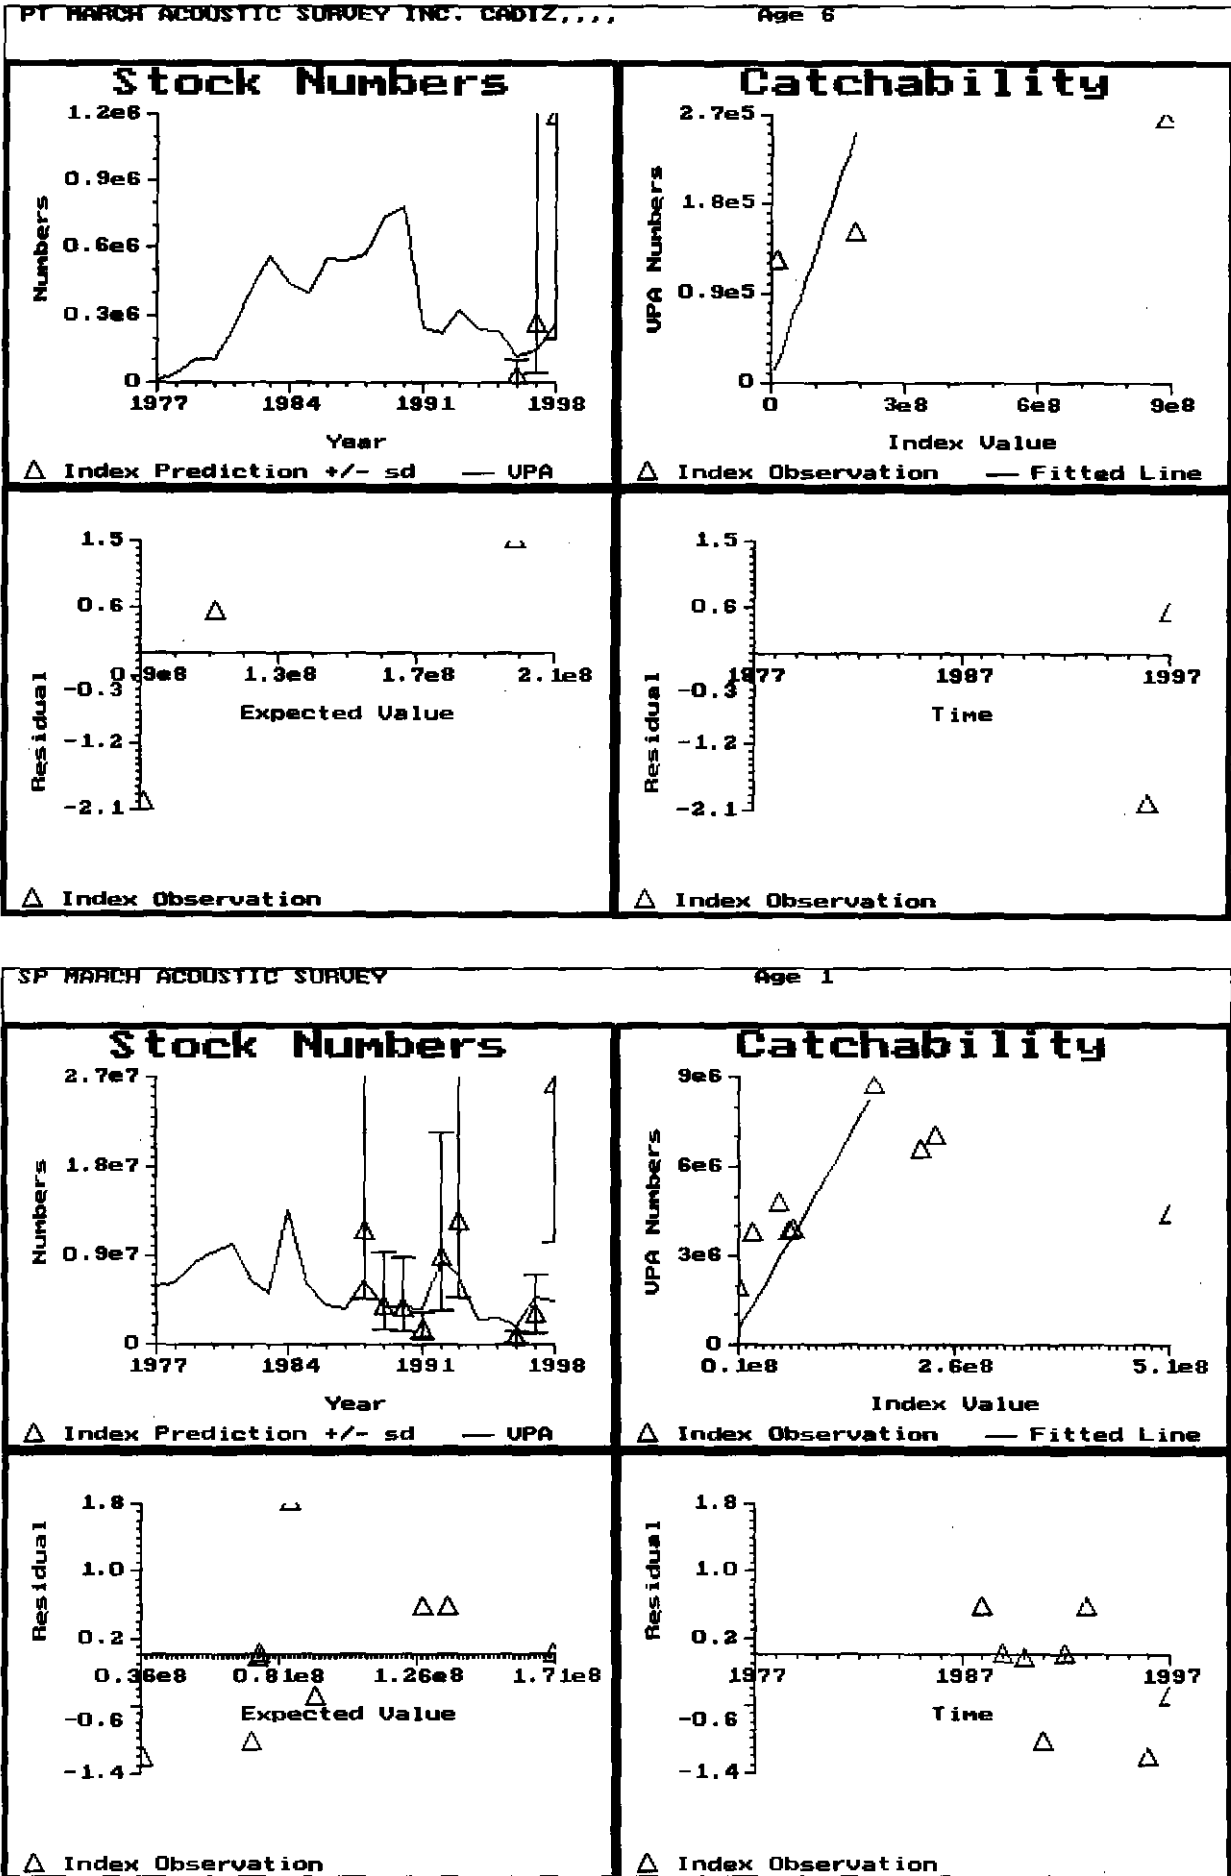 PT MARCH ACOUSTIC SURVEY INC. CADIZ,,,, Age 6
Stock Numbers
1.2e6
0.9e6
0.6e6
0.3e6
0
Numbers
1977 1984 1991 1998
Year
△ Index Prediction +/- sd — VPA
Catchability
2.7e5
1.8e5
0.9e5
0
VPA Numbers
0 3e8 6e8 9e8
Index Value
△ Index Observation — Fitted Line
1.5
0.6
-0.3
-1.2
-2.1
Residual
0.9e8 1.3e8 1.7e8 2.1e8
Expected Value
△ Index Observation
1.5
0.6
-0.3
-1.2
-2.1
Residual
1977 1987 1997
Time
△ Index Observation
SP MARCH ACOUSTIC SURVEY Age 1
Stock Numbers
2.7e7
1.8e7
0.9e7
0
Numbers
1977 1984 1991 1998
Year
△ Index Prediction +/- sd — VPA
Catchability
9e6
6e6
3e6
0
VPA Numbers
0.1e8 2.6e8 5.1e8
Index Value
△ Index Observation — Fitted Line
1.8
1.0
0.2
-0.6
-1.4
Residual
0.36e8 0.81e8 1.26e8 1.71e8
Expected Value
△ Index Observation
1.8
1.0
0.2
-0.6
-1.4
Residual
1977 1987 1997
Time
△ Index Observation